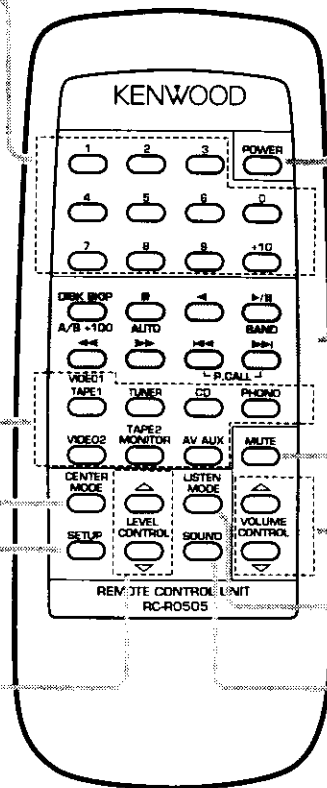 KENWOOD
1 2 3 POWER
4 5 6 0
7 8 9 +10
DISK SKIP ■ ◀ ▶/II
A/B +100 AUTO BAND
◀◀ ▶▶ I◀◀ ▶▶I
VIDEO1 P.CALL
TAPE1 TUNER CD PHONO
TAPE2
VIDEO2 MONITOR AV AUX MUTE
CENTER MODE LISTEN MODE
LEVEL CONTROL VOLUME CONTROL
SETUP SOUND
REMOTE CONTROL UNIT
RC-R0505